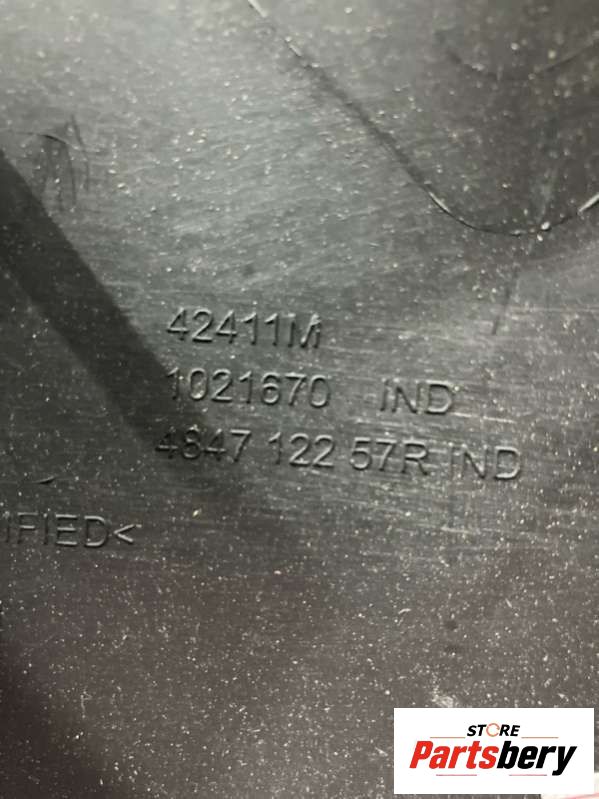 42411M
1021670 IND
4847 122 57R IND
IFIED<
STORE
Partsbery